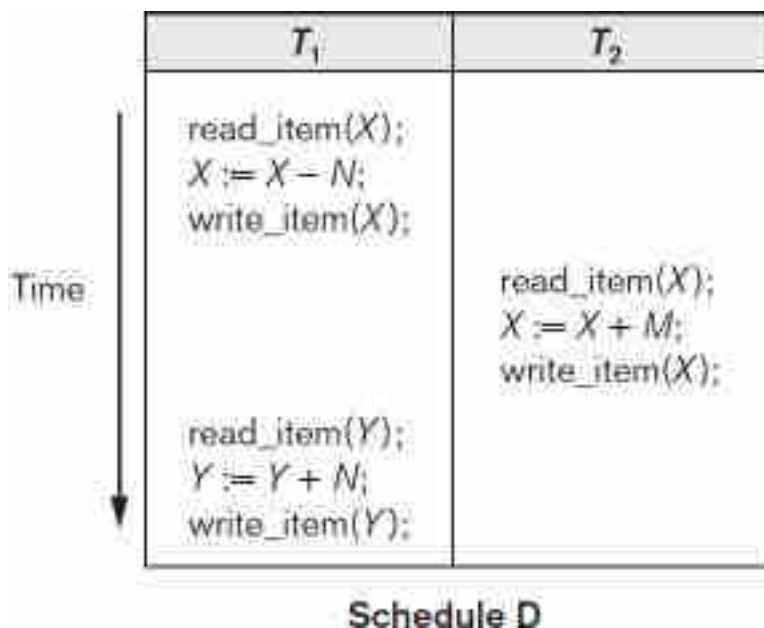 T₁ T₂
read_item(X);
X := X − N;
write_item(X);
Time
read_item(X);
X := X + M;
write_item(X);
read_item(Y);
Y := Y + N;
write_item(Y);
Schedule D